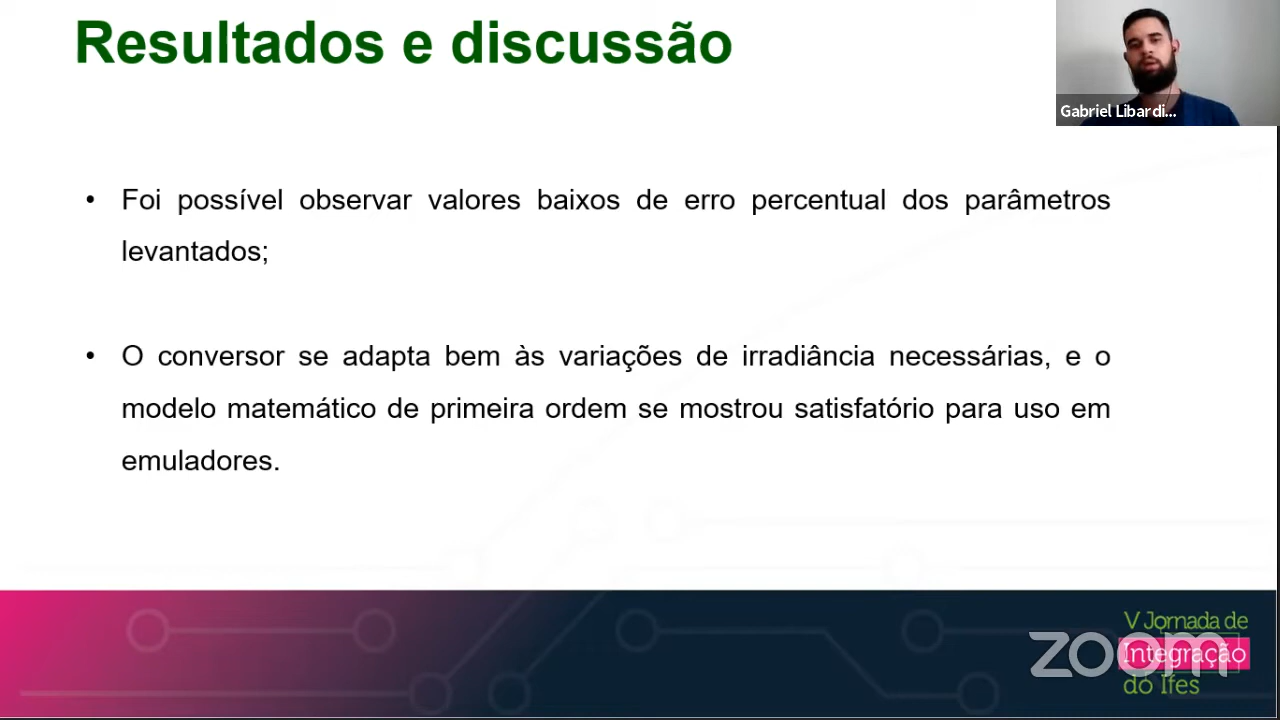 Resultados e discussão
Gabriel Libardi...
• Foi possível observar valores baixos de erro percentual dos parâmetros
levantados;
• O conversor se adapta bem às variações de irradiância necessárias, e o
modelo matemático de primeira ordem se mostrou satisfatório para uso em
emuladores.
V Jornada de
Integração
do Ifes
zoom